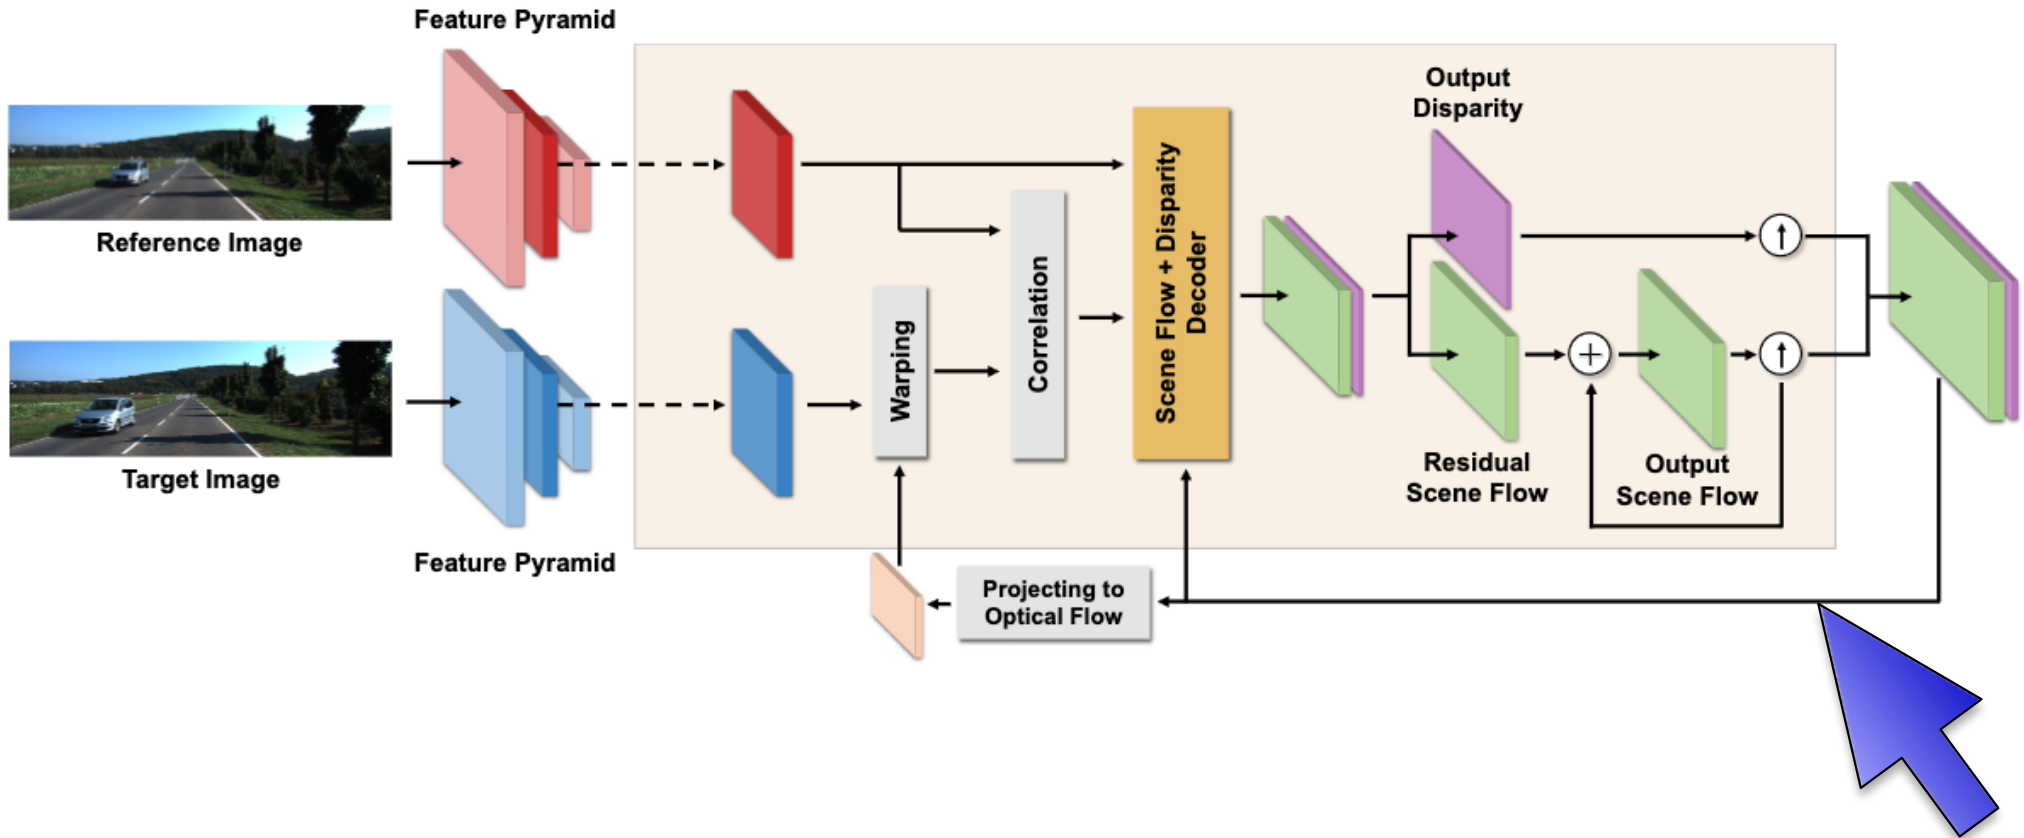 Feature Pyramid
Reference Image
Target Image
Feature Pyramid
Warping
Correlation
Scene Flow + Disparity
Decoder
Output
Disparity
Residual
Scene Flow
Output
Scene Flow
Projecting to
Optical Flow